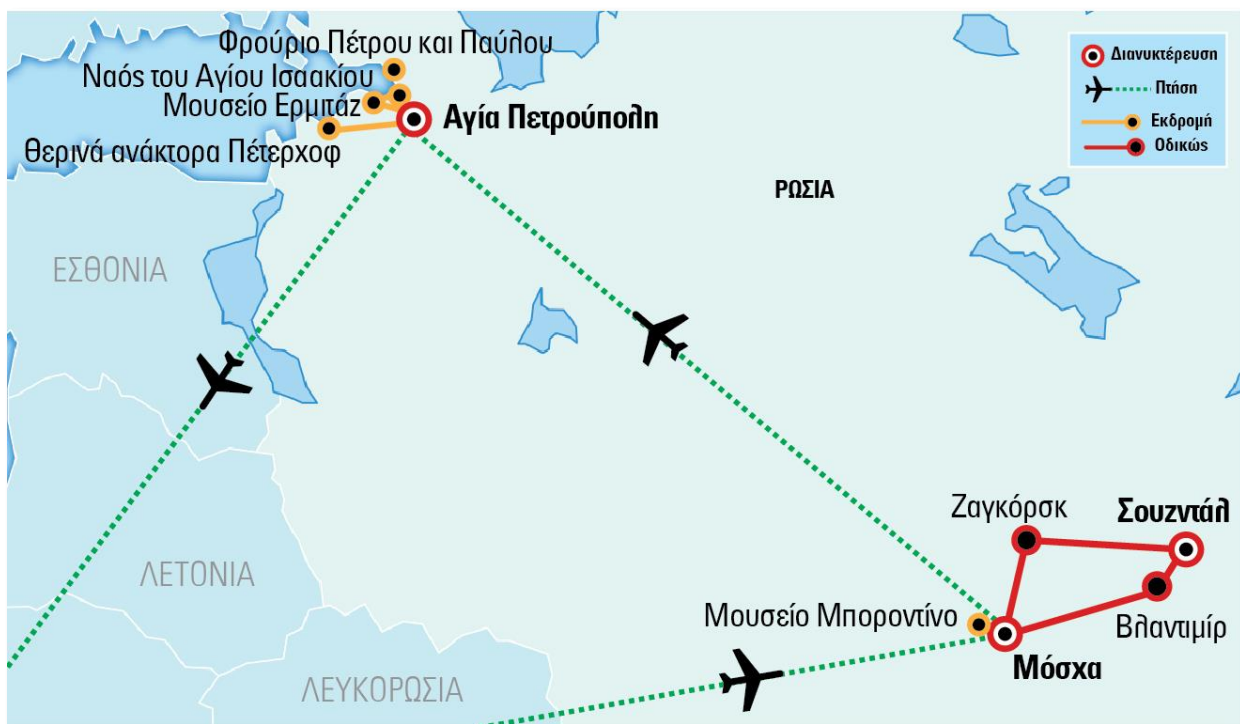 Φρούριο Πέτρου και Παύλου
Ναός του Αγίου Ισαακίου
Μουσείο Ερμιτάζ
Αγία Πετρούπολη
Θερινά ανάκτορα Πέτερχοφ
Διανυκτέρευση
Πτήση
Εκδρομή
Οδικώς
ΡΩΣΙΑ
ΕΣΘΟΝΙΑ
ΛΕΤΟΝΙΑ
ΛΕΥΚΟΡΩΣΙΑ
Ζαγκόρσκ
Σουζντάλ
Μουσείο Μποροντίνο
Βλαντιμίρ
Μόσχα